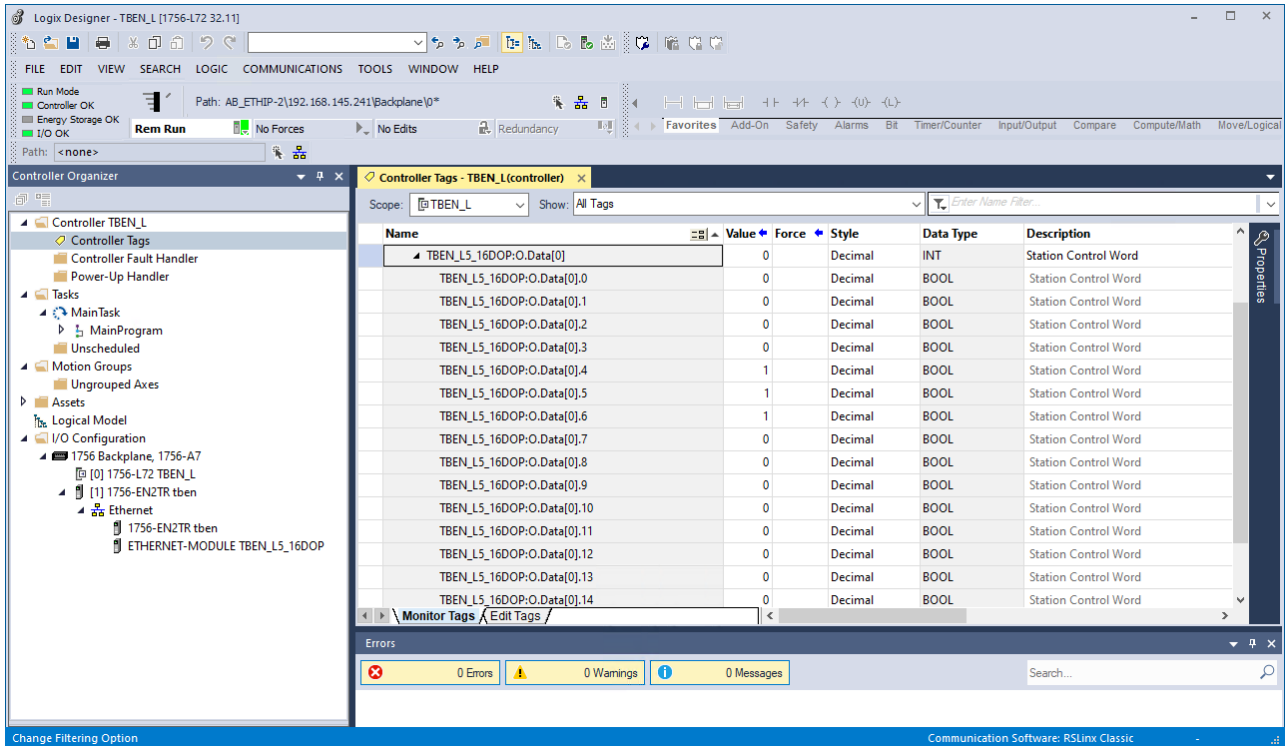 Logix Designer - TBEN_L [1756-L72 32.11]
FILE EDIT VIEW SEARCH LOGIC COMMUNICATIONS TOOLS WINDOW HELP
Run Mode
Controller OK
Energy Storage OK
I/O OK
Path: AB_ETHIP-2\192.168.145.241\Backplane\0*
Rem Run No Forces No Edits Redundancy
Favorites Add-On Safety Alarms Bit Timer/Counter Input/Output Compare Compute/Math Move/Logical
Path: <none>
Controller Organizer
Controller TBEN_L
Controller Tags
Controller Fault Handler
Power-Up Handler
Tasks
MainTask
MainProgram
Unscheduled
Motion Groups
Ungrouped Axes
Assets
Logical Model
I/O Configuration
1756 Backplane, 1756-A7
[0] 1756-L72 TBEN_L
[1] 1756-EN2TR tben
Ethernet
1756-EN2TR tben
ETHERNET-MODULE TBEN_L5_16DOP
Controller Tags - TBEN_L(controller)
Scope: TBEN_L Show: All Tags Enter Name Filter...
Name Value Force Style Data Type Description
TBEN_L5_16DOP:O.Data[0] 0 Decimal INT Station Control Word
TBEN_L5_16DOP:O.Data[0].0 0 Decimal BOOL Station Control Word
TBEN_L5_16DOP:O.Data[0].1 0 Decimal BOOL Station Control Word
TBEN_L5_16DOP:O.Data[0].2 0 Decimal BOOL Station Control Word
TBEN_L5_16DOP:O.Data[0].3 0 Decimal BOOL Station Control Word
TBEN_L5_16DOP:O.Data[0].4 1 Decimal BOOL Station Control Word
TBEN_L5_16DOP:O.Data[0].5 1 Decimal BOOL Station Control Word
TBEN_L5_16DOP:O.Data[0].6 1 Decimal BOOL Station Control Word
TBEN_L5_16DOP:O.Data[0].7 0 Decimal BOOL Station Control Word
TBEN_L5_16DOP:O.Data[0].8 0 Decimal BOOL Station Control Word
TBEN_L5_16DOP:O.Data[0].9 0 Decimal BOOL Station Control Word
TBEN_L5_16DOP:O.Data[0].10 0 Decimal BOOL Station Control Word
TBEN_L5_16DOP:O.Data[0].11 0 Decimal BOOL Station Control Word
TBEN_L5_16DOP:O.Data[0].12 0 Decimal BOOL Station Control Word
TBEN_L5_16DOP:O.Data[0].13 0 Decimal BOOL Station Control Word
TBEN_L5_16DOP:O.Data[0].14 0 Decimal BOOL Station Control Word
Monitor Tags Edit Tags
Properties
Errors
0 Errors 0 Warnings 0 Messages Search...
Change Filtering Option Communication Software: RSLinx Classic -